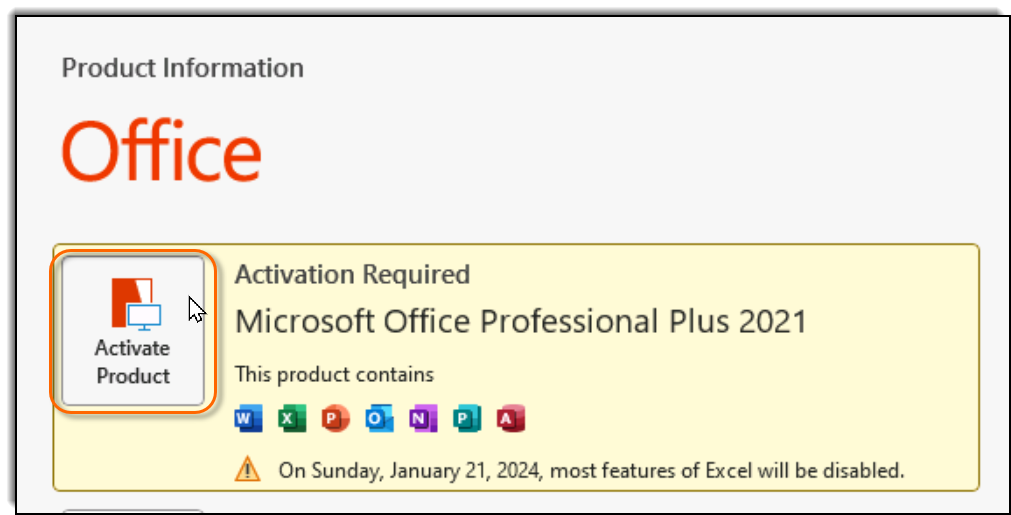 Product Information
Office
Activate
Product
Activation Required
Microsoft Office Professional Plus 2021
This product contains
W X P O N P A
On Sunday, January 21, 2024, most features of Excel will be disabled.